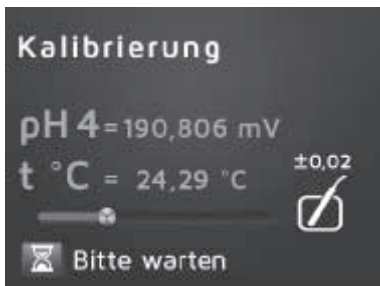 Kalibrierung
pH 4 = 190,806 mV
t °C = 24,29 °C
±0,02
Bitte warten